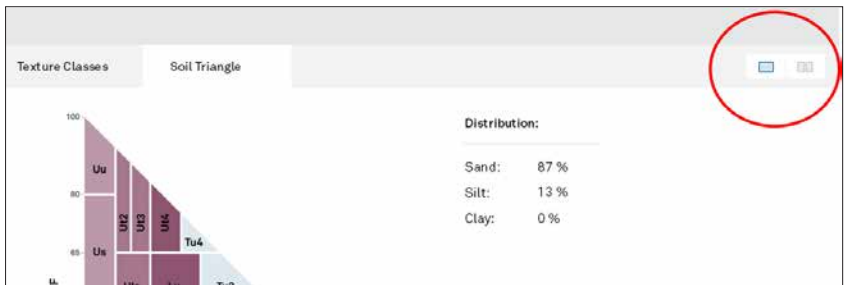 Texture Classes
Soil Triangle
100
Uu
80
Ut2
Ut3
Ut4
Tu4
65
Us
Distribution:
Sand: 87 %
Silt: 13 %
Clay: 0 %